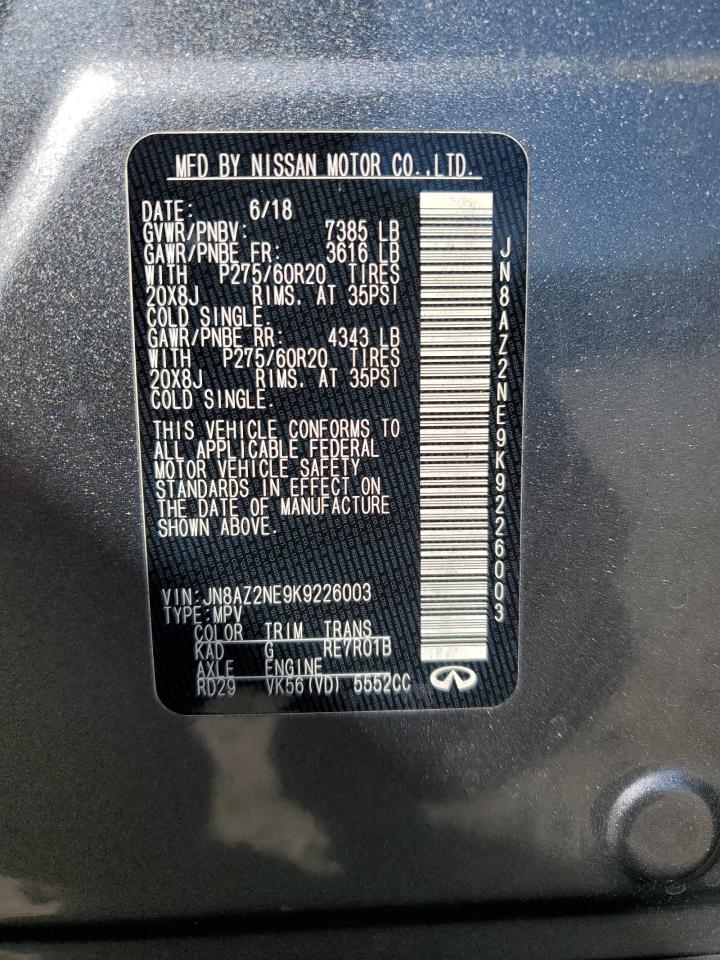 MFD BY NISSAN MOTOR CO.,LTD.
DATE: 6/18
GVWR/PNBV: 7385 LB
GAWR/PNBE FR: 3616 LB
WITH P275/60R20 TIRES
20X8J RIMS. AT 35PSI
COLD SINGLE.
GAWR/PNBE RR: 4343 LB
WITH P275/60R20 TIRES
20X8J RIMS. AT 35PSI
COLD SINGLE.
THIS VEHICLE CONFORMS TO
ALL APPLICABLE FEDERAL
MOTOR VEHICLE SAFETY
STANDARDS IN EFFECT ON
THE DATE OF MANUFACTURE
SHOWN ABOVE.
VIN:JN8AZ2NE9K9226003
TYPE:MPV
COLOR TRIM TRANS
KAD G RE7R01B
AXLE ENGINE
RD29 VK56(VD) 5552CC
JN8AZ2NE9K9226003